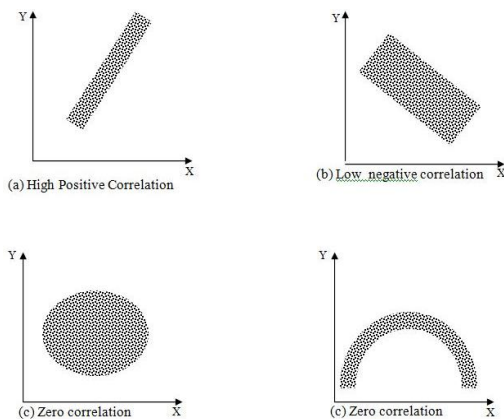 Y
X
(a) High Positive Correlation
Y
X
(b) Low negative correlation
Y
X
(c) Zero correlation
Y
X
(c) Zero correlation